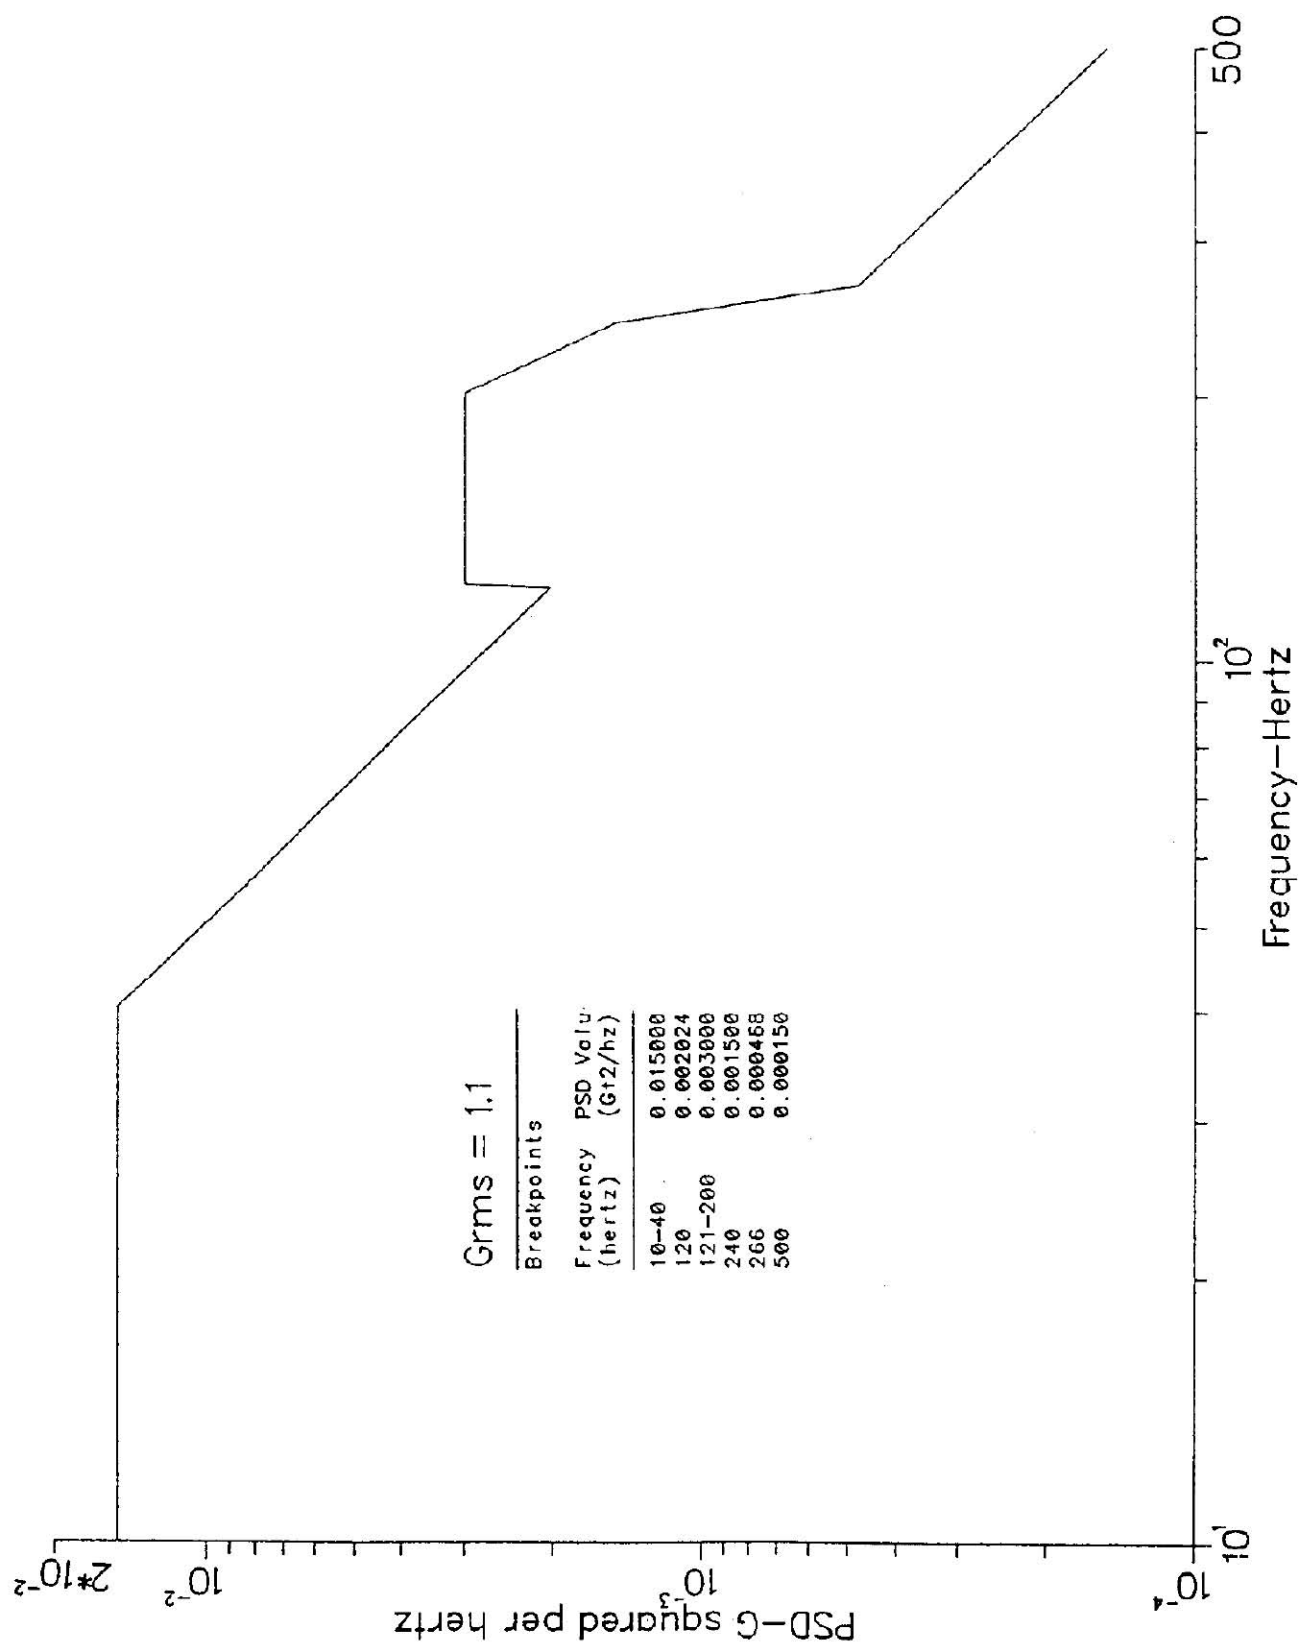 PSD-G squared per hertz
2*10⁻²
10⁻²
10⁻³
10⁻⁴
Grms = 1.1
Breakpoints
Frequency PSD Valu
(hertz) (G↑2/hz)
10-40 0.015000
120 0.002024
121-200 0.003000
240 0.001500
266 0.000468
500 0.000150
10¹ 10² 500
Frequency-Hertz